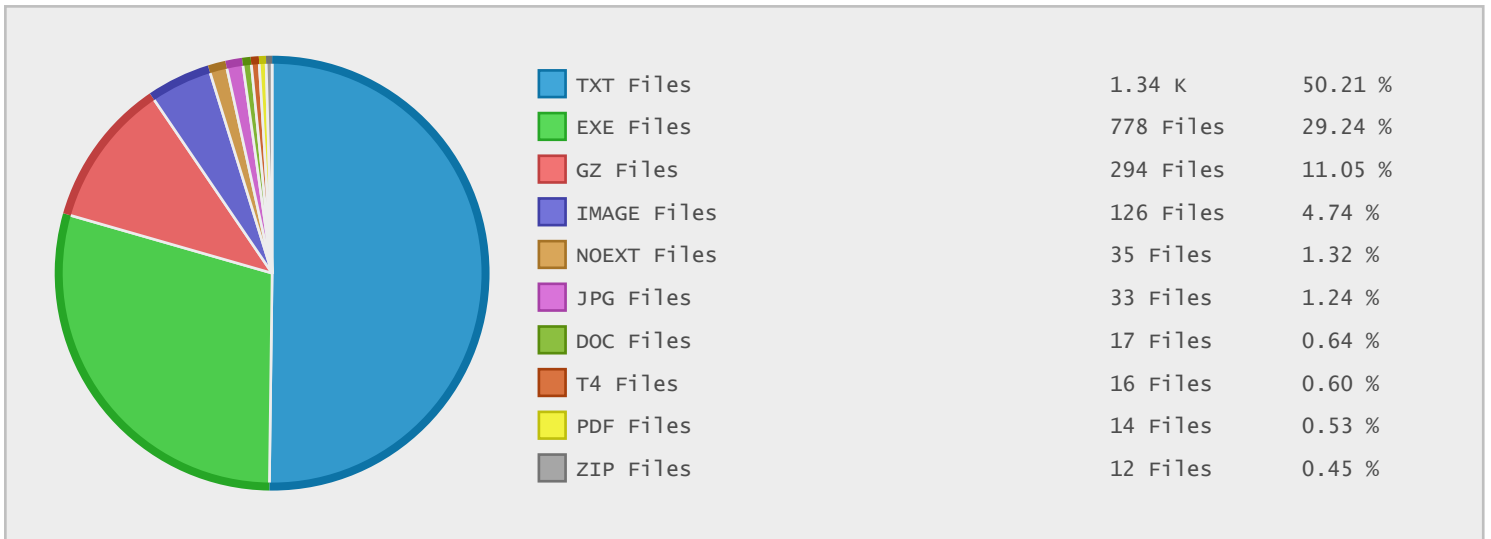 TXT Files 1.34 K 50.21 %
EXE Files 778 Files 29.24 %
GZ Files 294 Files 11.05 %
IMAGE Files 126 Files 4.74 %
NOEXT Files 35 Files 1.32 %
JPG Files 33 Files 1.24 %
DOC Files 17 Files 0.64 %
T4 Files 16 Files 0.60 %
PDF Files 14 Files 0.53 %
ZIP Files 12 Files 0.45 %